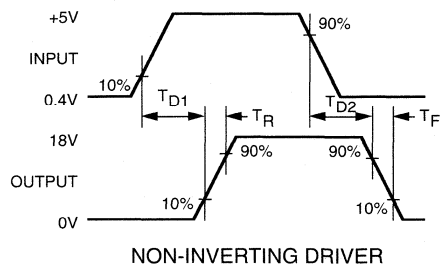 +5V
90%
INPUT
10%
T_D1
T_D2
0.4V
18V
T_R
T_F
90%
90%
OUTPUT
10%
10%
0V
NON-INVERTING DRIVER